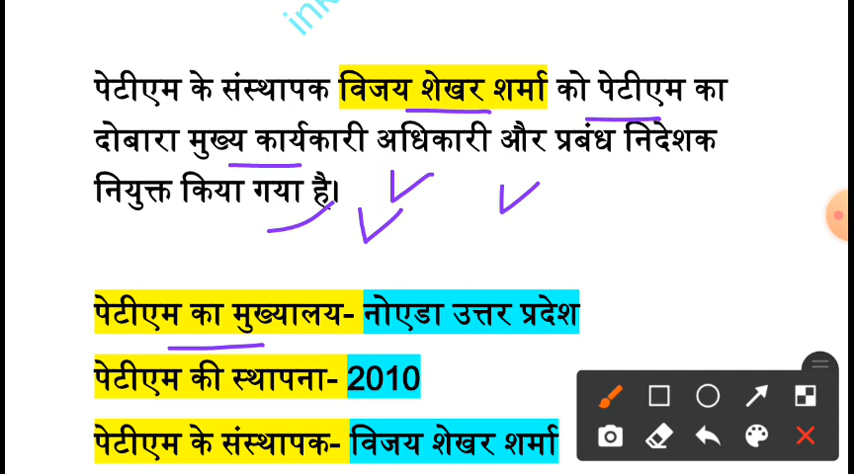 पेटीएम के संस्थापक विजय शेखर शर्मा को पेटीएम का
दोबारा मुख्य कार्यकारी अधिकारी और प्रबंध निदेशक
नियुक्त किया गया है।
पेटीएम का मुख्यालय- नोएडा उत्तर प्रदेश
पेटीएम की स्थापना- 2010
पेटीएम के संस्थापक- विजय शेखर शर्मा